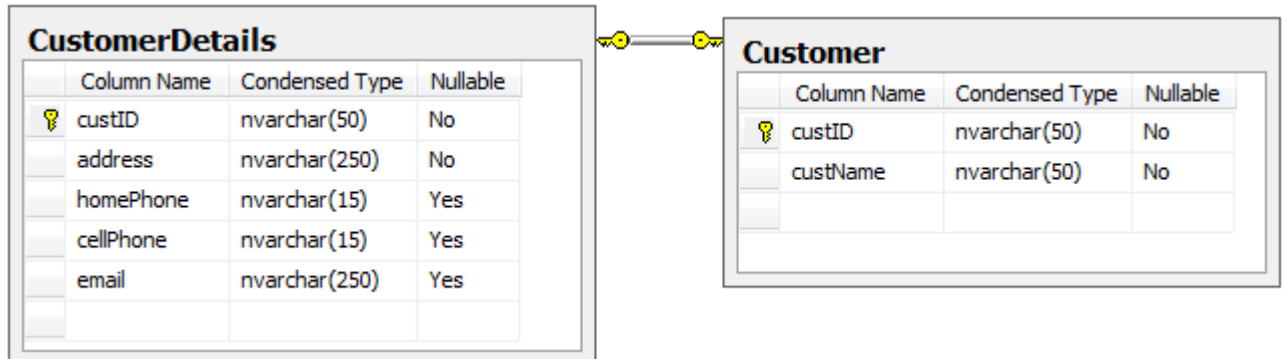 CustomerDetails
Column Name Condensed Type Nullable
custID nvarchar(50) No
address nvarchar(250) No
homePhone nvarchar(15) Yes
cellPhone nvarchar(15) Yes
email nvarchar(250) Yes
Customer
Column Name Condensed Type Nullable
custID nvarchar(50) No
custName nvarchar(50) No